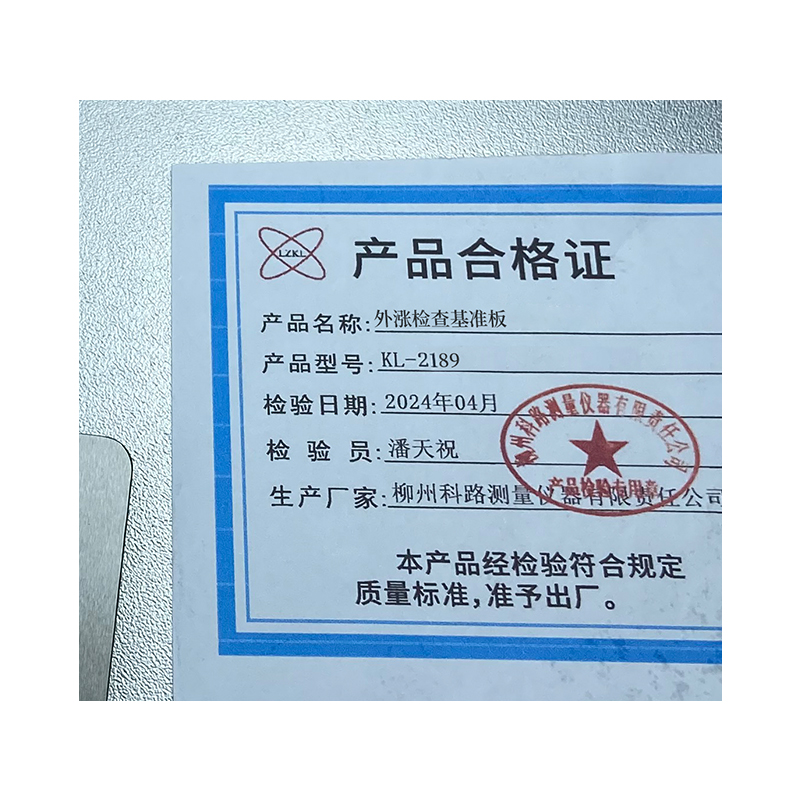 LZKL
产品合格证
产品名称:外涨检查基准板
产品型号:KL-2189
检验日期:2024年04月
检 验 员:潘天祝
生产厂家:柳州科路测量仪器有限责任公司
柳州科路测量仪器有限责任公司
产品检验专用章
本产品经检验符合规定
质量标准,准予出厂。